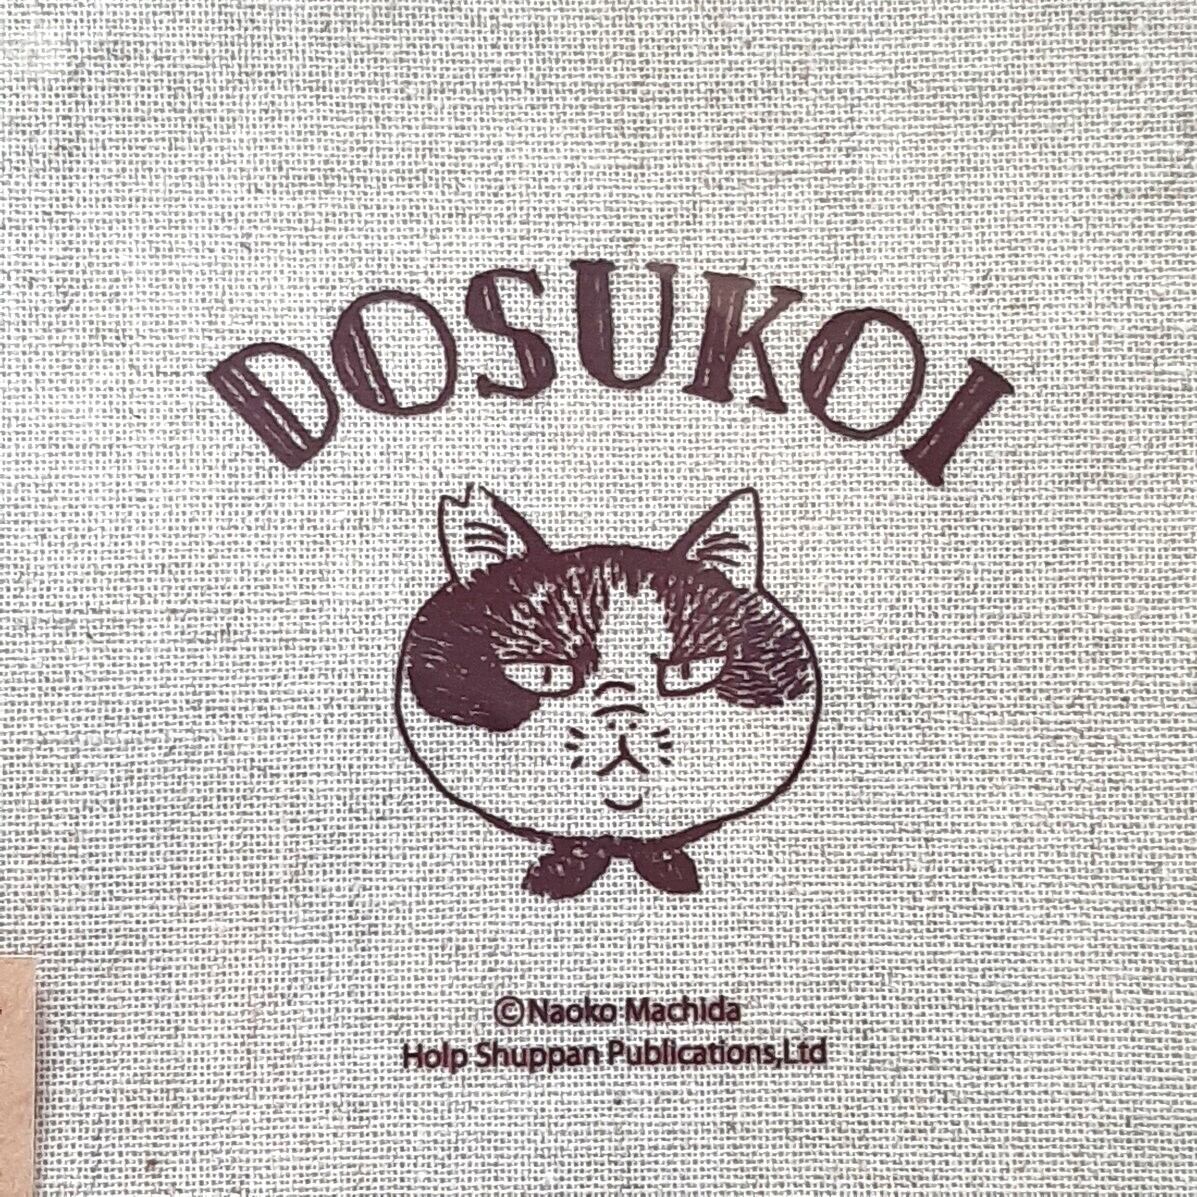 DOSUKOI
©Naoko Machida
Holp Shuppan Publications,Ltd